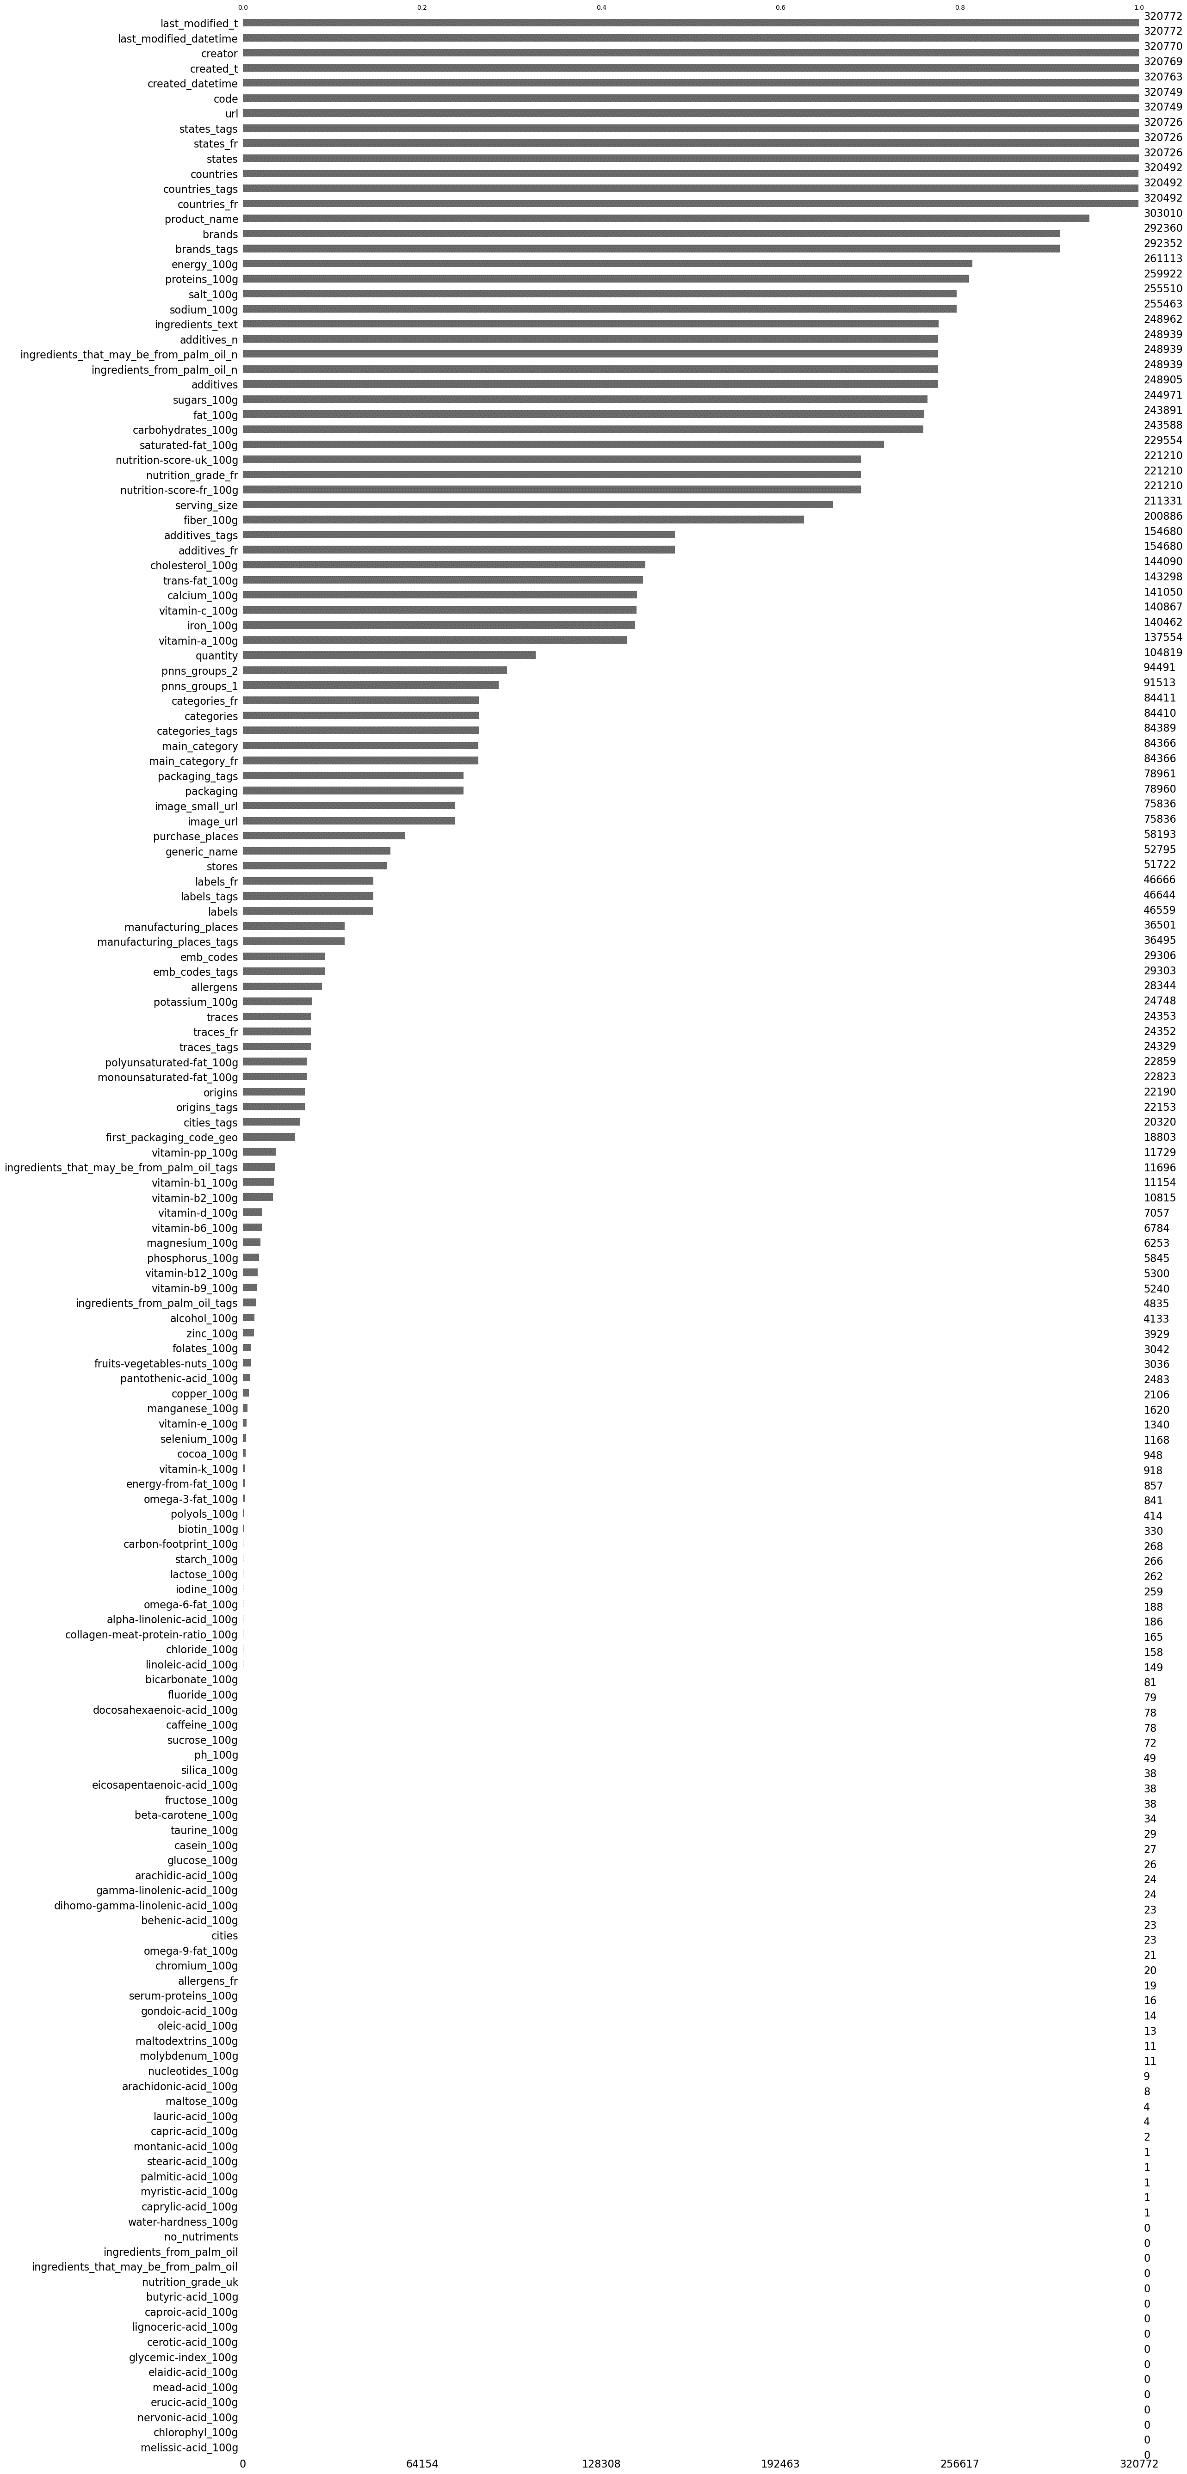 0.0 0.2 0.4 0.6 0.8 1.0
last_modified_t 320772
last_modified_datetime 320772
creator 320770
created_t 320769
created_datetime 320763
code 320749
url 320749
states_tags 320726
states_fr 320726
states 320726
countries 320492
countries_tags 320492
countries_fr 320492
product_name 303010
brands 292360
brands_tags 292352
energy_100g 261113
proteins_100g 259922
salt_100g 255510
sodium_100g 255463
ingredients_text 248962
additives_n 248939
ingredients_that_may_be_from_palm_oil_n 248939
ingredients_from_palm_oil_n 248939
additives 248905
sugars_100g 244971
fat_100g 243891
carbohydrates_100g 243588
saturated-fat_100g 229554
nutrition-score-uk_100g 221210
nutrition_grade_fr 221210
nutrition-score-fr_100g 221210
serving_size 211331
fiber_100g 200886
additives_tags 154680
additives_fr 154680
cholesterol_100g 144090
trans-fat_100g 143298
calcium_100g 141050
vitamin-c_100g 140867
iron_100g 140462
vitamin-a_100g 137554
quantity 104819
pnns_groups_2 94491
pnns_groups_1 91513
categories_fr 84411
categories 84410
categories_tags 84389
main_category 84366
main_category_fr 84366
packaging_tags 78961
packaging 78960
image_small_url 75836
image_url 75836
purchase_places 58193
generic_name 52795
stores 51722
labels_fr 46666
labels_tags 46644
labels 46559
manufacturing_places 36501
manufacturing_places_tags 36495
emb_codes 29306
emb_codes_tags 29303
allergens 28344
potassium_100g 24748
traces 24353
traces_fr 24352
traces_tags 24329
polyunsaturated-fat_100g 22859
monounsaturated-fat_100g 22823
origins 22190
origins_tags 22153
cities_tags 20320
first_packaging_code_geo 18803
vitamin-pp_100g 11729
ingredients_that_may_be_from_palm_oil_tags 11696
vitamin-b1_100g 11154
vitamin-b2_100g 10815
vitamin-d_100g 7057
vitamin-b6_100g 6784
magnesium_100g 6253
phosphorus_100g 5845
vitamin-b12_100g 5300
vitamin-b9_100g 5240
ingredients_from_palm_oil_tags 4835
alcohol_100g 4133
zinc_100g 3929
folates_100g 3042
fruits-vegetables-nuts_100g 3036
pantothenic-acid_100g 2483
copper_100g 2106
manganese_100g 1620
vitamin-e_100g 1340
selenium_100g 1168
cocoa_100g 948
vitamin-k_100g 918
energy-from-fat_100g 857
omega-3-fat_100g 841
polyols_100g 414
biotin_100g 330
carbon-footprint_100g 268
starch_100g 266
lactose_100g 262
iodine_100g 259
omega-6-fat_100g 188
alpha-linolenic-acid_100g 186
collagen-meat-protein-ratio_100g 165
chloride_100g 158
linoleic-acid_100g 149
bicarbonate_100g 81
fluoride_100g 79
docosahexaenoic-acid_100g 78
caffeine_100g 78
sucrose_100g 72
ph_100g 49
silica_100g 38
eicosapentaenoic-acid_100g 38
fructose_100g 38
beta-carotene_100g 34
taurine_100g 29
casein_100g 27
glucose_100g 26
arachidic-acid_100g 24
gamma-linolenic-acid_100g 24
dihomo-gamma-linolenic-acid_100g 23
behenic-acid_100g 23
cities 23
omega-9-fat_100g 21
chromium_100g 20
allergens_fr 19
serum-proteins_100g 16
gondoic-acid_100g 14
oleic-acid_100g 13
maltodextrins_100g 11
molybdenum_100g 11
nucleotides_100g 9
arachidonic-acid_100g 8
maltose_100g 4
lauric-acid_100g 4
capric-acid_100g 2
montanic-acid_100g 1
stearic-acid_100g 1
palmitic-acid_100g 1
myristic-acid_100g 1
caprylic-acid_100g 1
water-hardness_100g 0
no_nutriments 0
ingredients_from_palm_oil 0
ingredients_that_may_be_from_palm_oil 0
nutrition_grade_uk 0
butyric-acid_100g 0
caproic-acid_100g 0
lignoceric-acid_100g 0
cerotic-acid_100g 0
glycemic-index_100g 0
elaidic-acid_100g 0
mead-acid_100g 0
erucic-acid_100g 0
nervonic-acid_100g 0
chlorophyl_100g 0
melissic-acid_100g 0
0 64154 128308 192463 256617 320772